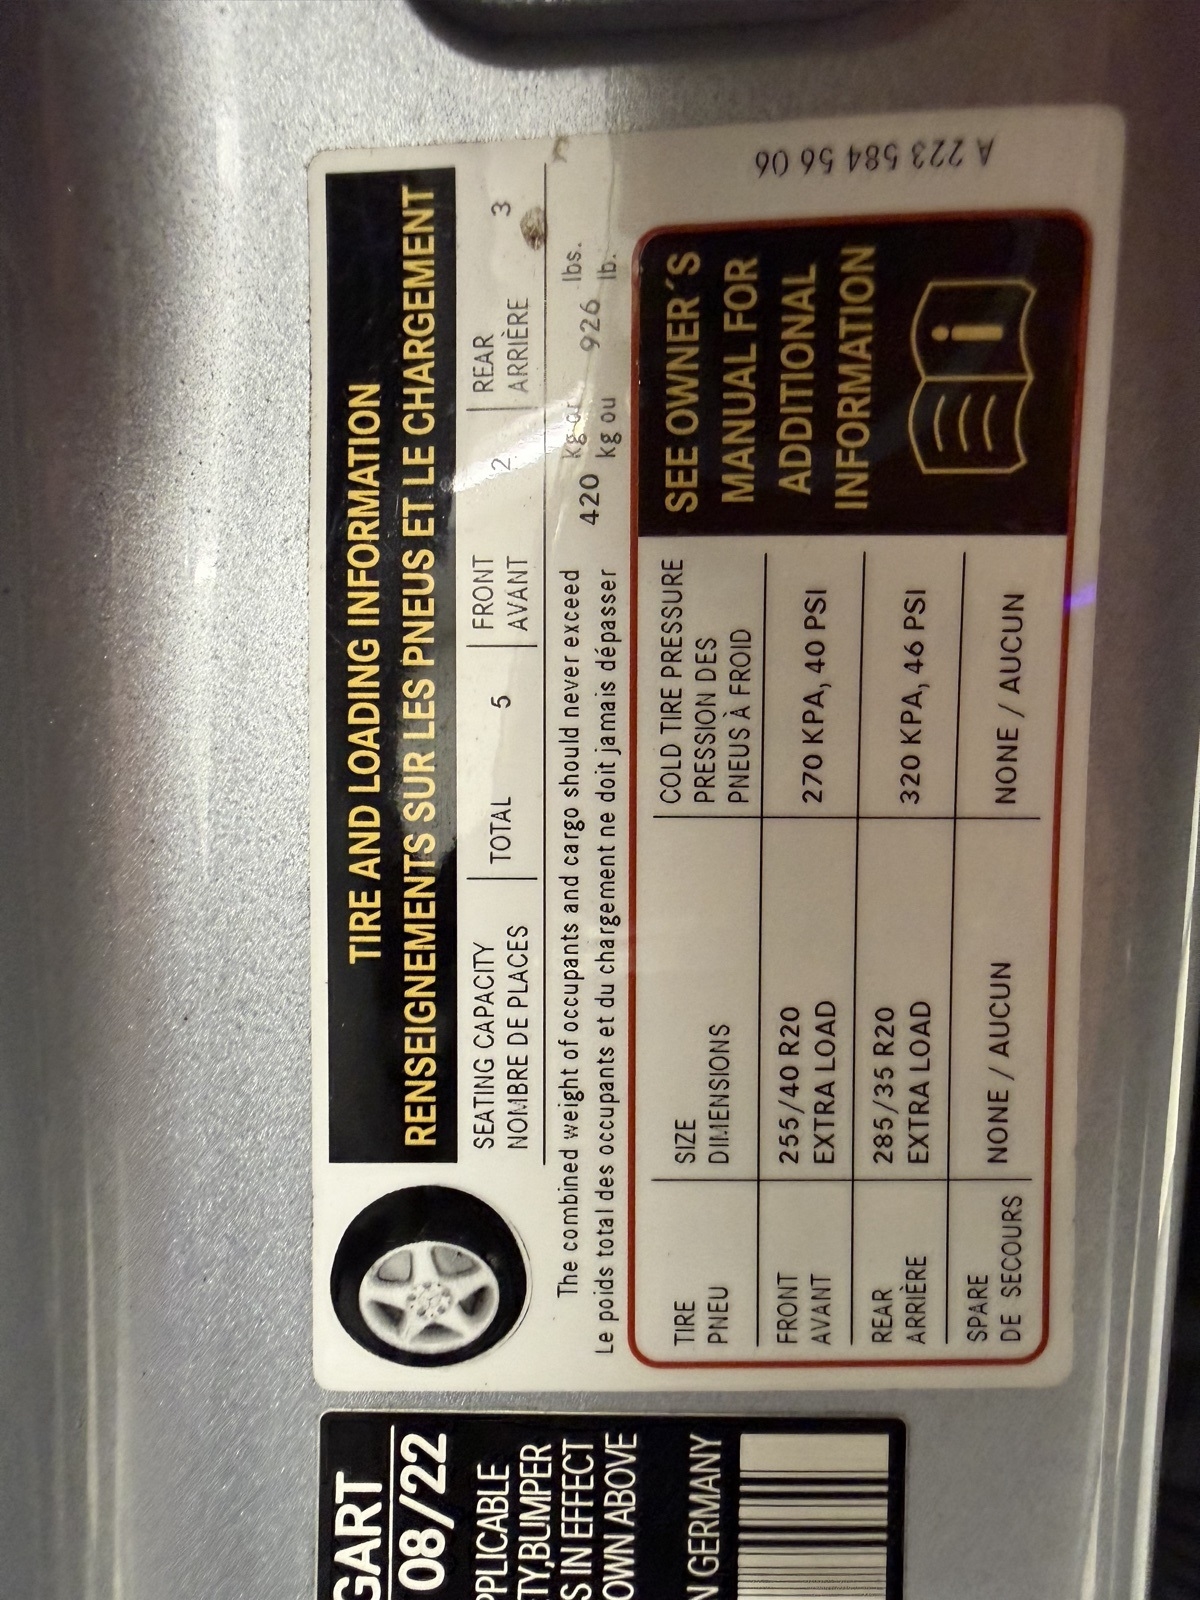 TIRE AND LOADING INFORMATION
RENSEIGNEMENTS SUR LES PNEUS ET LE CHARGEMENT
SEATING CAPACITY
NOMBRE DE PLACES
TOTAL 5
FRONT
AVANT
2
REAR
ARRIÈRE
3
The combined weight of occupants and cargo should never exceed 420 kg or 926 lbs.
Le poids total des occupants et du chargement ne doit jamais dépasser kg ou lb.
TIRE
PNEU
SIZE
DIMENSIONS
COLD TIRE PRESSURE
PRESSION DES
PNEUS À FROID
FRONT
AVANT
255/40 R20
EXTRA LOAD
270 KPA, 40 PSI
REAR
ARRIÈRE
285/35 R20
EXTRA LOAD
320 KPA, 46 PSI
SPARE
DE SECOURS
NONE / AUCUN
NONE / AUCUN
SEE OWNER´S
MANUAL FOR
ADDITIONAL
INFORMATION
i
A 223 584 56 06
GART
08/22
PPLICABLE
TY,BUMPER
S IN EFFECT
OWN ABOVE
N GERMANY